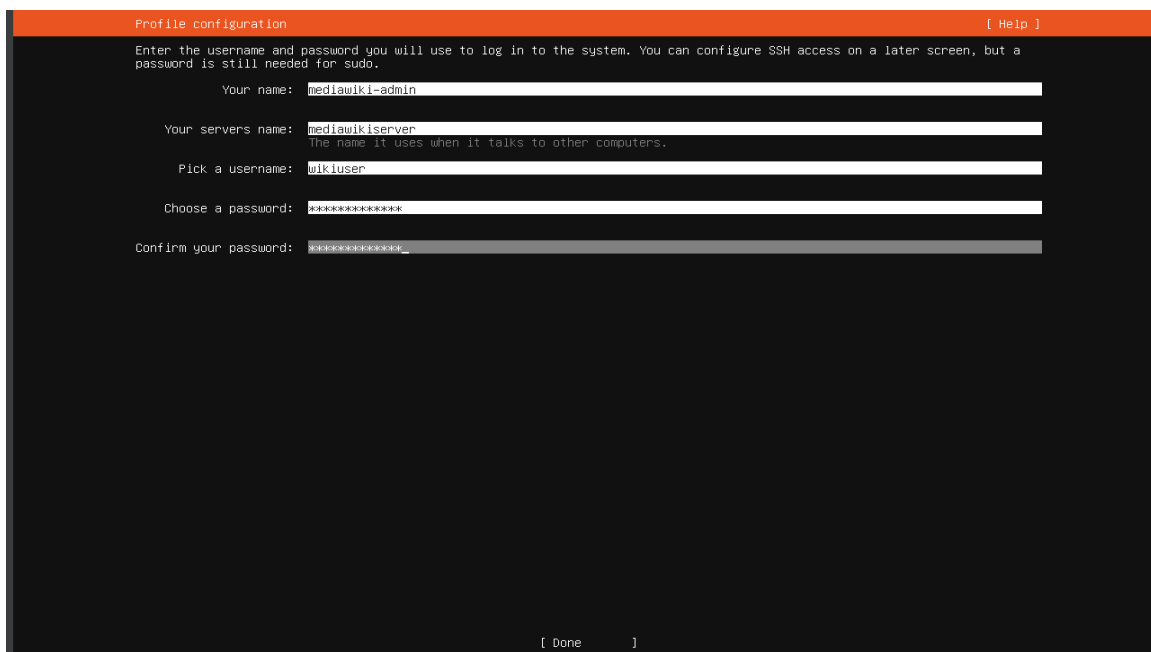 Profile configuration [ Help ]
Enter the username and password you will use to log in to the system. You can configure SSH access on a later screen, but a
password is still needed for sudo.
Your name: mediawiki-admin
Your servers name: mediawikiserver
The name it uses when it talks to other computers.
Pick a username: wikiuser
Choose a password: *************
Confirm your password: *************_
[ Done ]